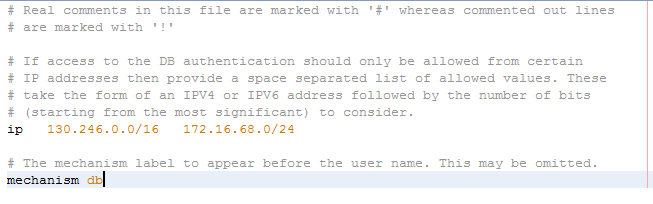 # Real comments in this file are marked with '#' whereas commented out lines
# are marked with '!'
# If access to the DB authentication should only be allowed from certain
# IP addresses then provide a space separated list of allowed values. These
# take the form of an IPV4 or IPV6 address followed by the number of bits
# (starting from the most significant) to consider.
ip   130.246.0.0/16   172.16.68.0/24
# The mechanism label to appear before the user name. This may be omitted.
mechanism db